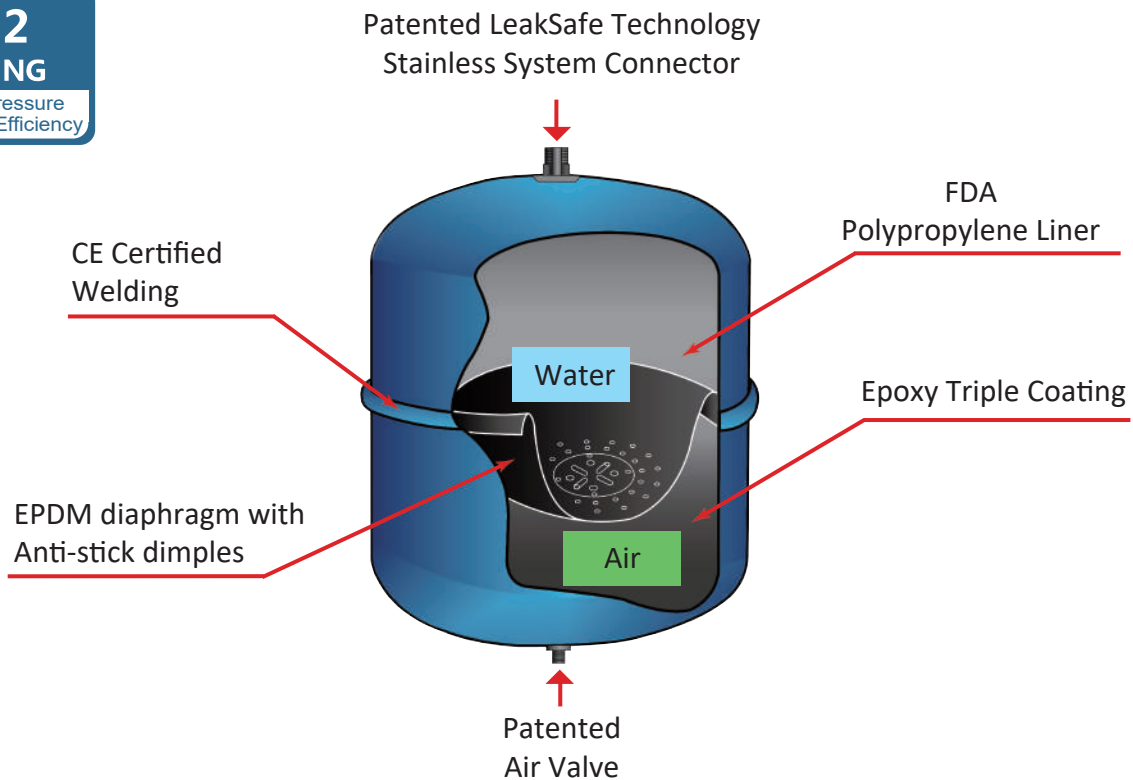 2
NG
Efficiency
Patented LeakSafe Technology
Stainless System Connector
FDA
Polypropylene Liner
CE Certified
Welding
Water
Epoxy Triple Coating
EPDM diaphragm with
Anti-stick dimples
Air
Patented
Air Valve